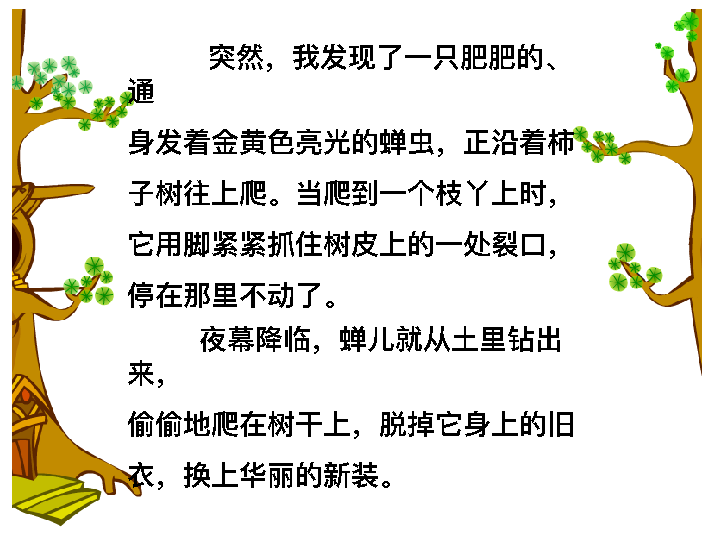 突然，我发现了一只肥肥的、
通
身发着金黄色亮光的蝉虫，正沿着柿
子树往上爬。当爬到一个枝丫上时，
它用脚紧紧抓住树皮上的一处裂口，
停在那里不动了。
夜幕降临，蝉儿就从土里钻出
来，
偷偷地爬在树干上，脱掉它身上的旧
衣，换上华丽的新装。